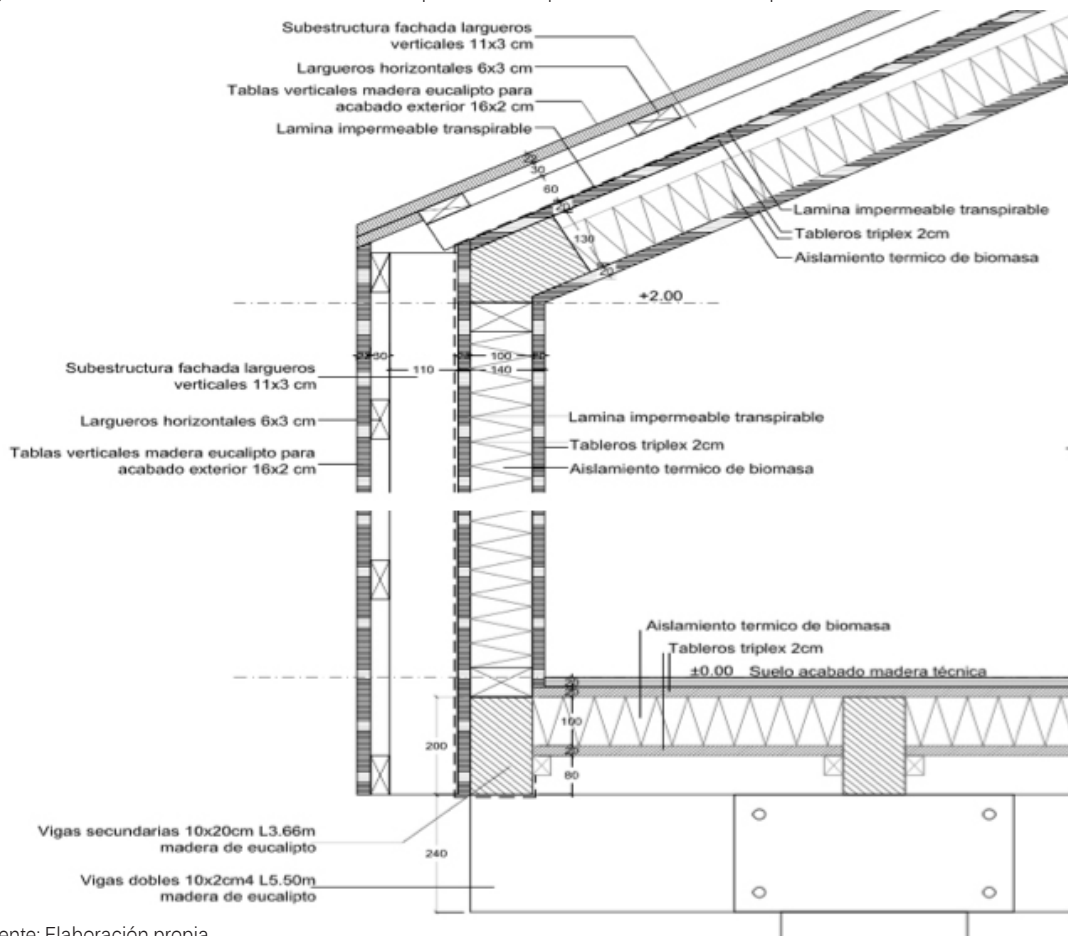 Subestructura fachada largueros
verticales 11x3 cm
Largueros horizontales 6x3 cm
Tablas verticales madera eucalipto para
acabado exterior 16x2 cm
Lamina impermeable transpirable
22
30
60
20
130
20
Lamina impermeable transpirable
Tableros triplex 2cm
Aislamiento termico de biomasa
+2.00
30
100
110
140
Subestructura fachada largueros
verticales 11x3 cm
Largueros horizontales 6x3 cm
Tablas verticales madera eucalipto para
acabado exterior 16x2 cm
Lamina impermeable transpirable
Tableros triplex 2cm
Aislamiento termico de biomasa
Aislamiento termico de biomasa
Tableros triplex 2cm
±0.00 Suelo acabado madera técnica
100
200
20
80
Vigas secundarias 10x20cm L3.66m
madera de eucalipto
240
Vigas dobles 10x2cm4 L5.50m
madera de eucalipto
ente: Elaboración propia